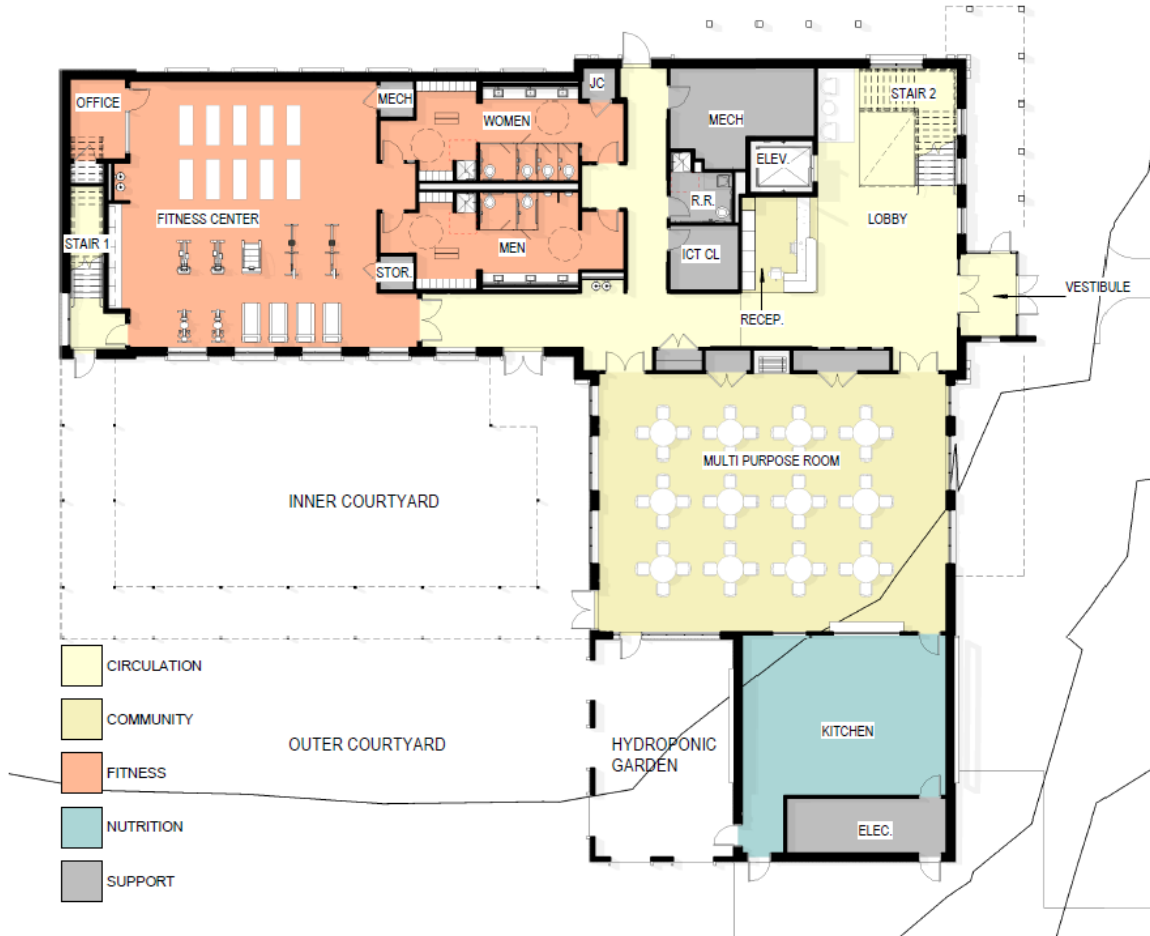 JC
OFFICE
MECH
WOMEN
MECH
STAIR 2
ELEV.
R.R.
FITNESS CENTER
LOBBY
STAIR 1
MEN
ICT CL
STOR.
VESTIBULE
RECEP.
MULTI PURPOSE ROOM
INNER COURTYARD
CIRCULATION
COMMUNITY
FITNESS
NUTRITION
SUPPORT
OUTER COURTYARD
HYDROPONIC
GARDEN
KITCHEN
ELEC.